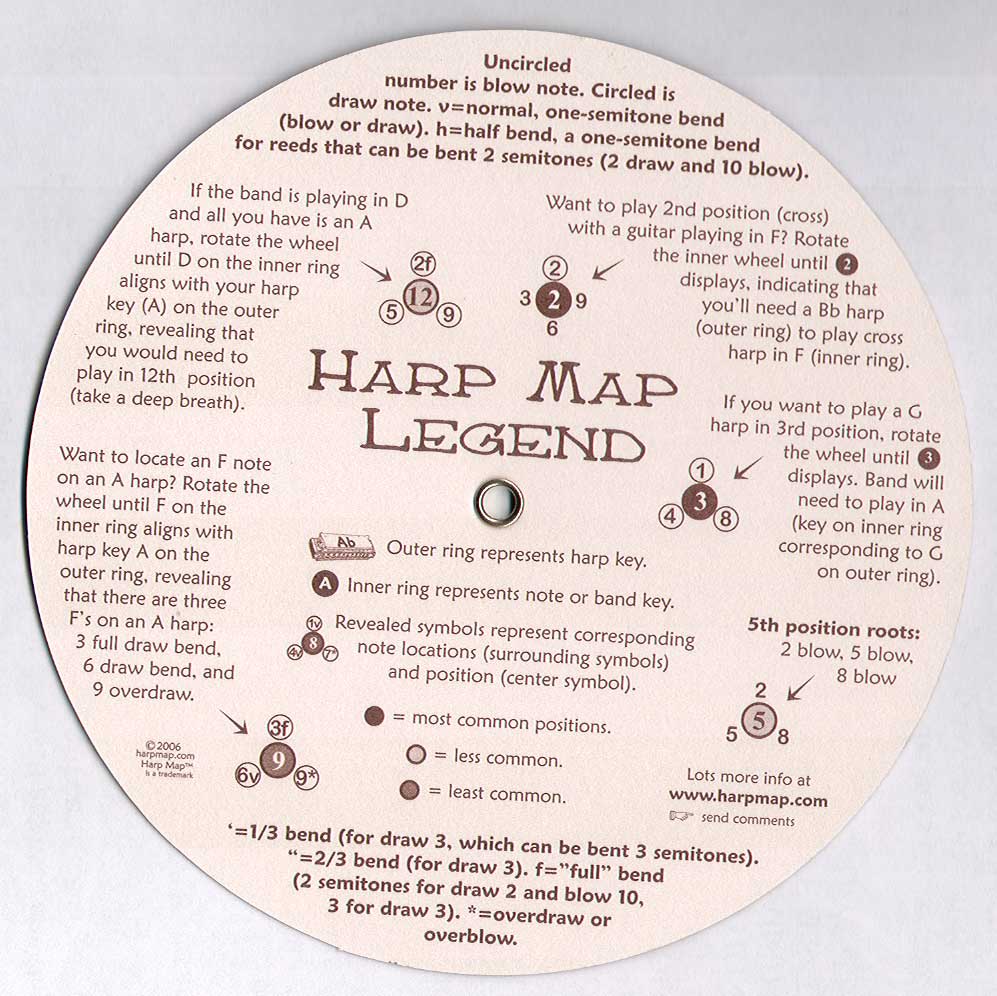 Uncircled
number is blow note. Circled is
draw note. v=normal, one-semitone bend
(blow or draw). h=half bend, a one-semitone bend
for reeds that can be bent 2 semitones (2 draw and 10 blow).
If the band is playing in D
and all you have is an A
harp, rotate the wheel
until D on the inner ring
aligns with your harp
key (A) on the outer
ring, revealing that
you would need to
play in 12th position
(take a deep breath).
2f
12
5 9
Want to play 2nd position (cross)
with a guitar playing in F? Rotate
the inner wheel until 2
displays, indicating that
you'll need a Bb harp
(outer ring) to play cross
harp in F (inner ring).
2
3 2 9
6
HARP MAP
LEGEND
If you want to play a G
harp in 3rd position, rotate
the wheel until 3
displays. Band will
need to play in A
(key on inner ring
corresponding to G
on outer ring).
1
3
4 8
Want to locate an F note
on an A harp? Rotate the
wheel until F on the
inner ring aligns with
harp key A on the
outer ring, revealing
that there are three
F's on an A harp:
3 full draw bend,
6 draw bend, and
9 overdraw.
3f
9
6v 9*
Ab Outer ring represents harp key.
A Inner ring represents note or band key.
1v
8
4v 7*
Revealed symbols represent corresponding
note locations (surrounding symbols)
and position (center symbol).
= most common positions.
= less common.
= least common.
5th position roots:
2 blow, 5 blow,
8 blow
2
5 5 8
© 2006
harpmap.com
Harp Map™
is a trademark
Lots more info at
www.harpmap.com
send comments
‘=1/3 bend (for draw 3, which can be bent 3 semitones).
“=2/3 bend (for draw 3). f=”full” bend
(2 semitones for draw 2 and blow 10,
3 for draw 3). *=overdraw or
overblow.